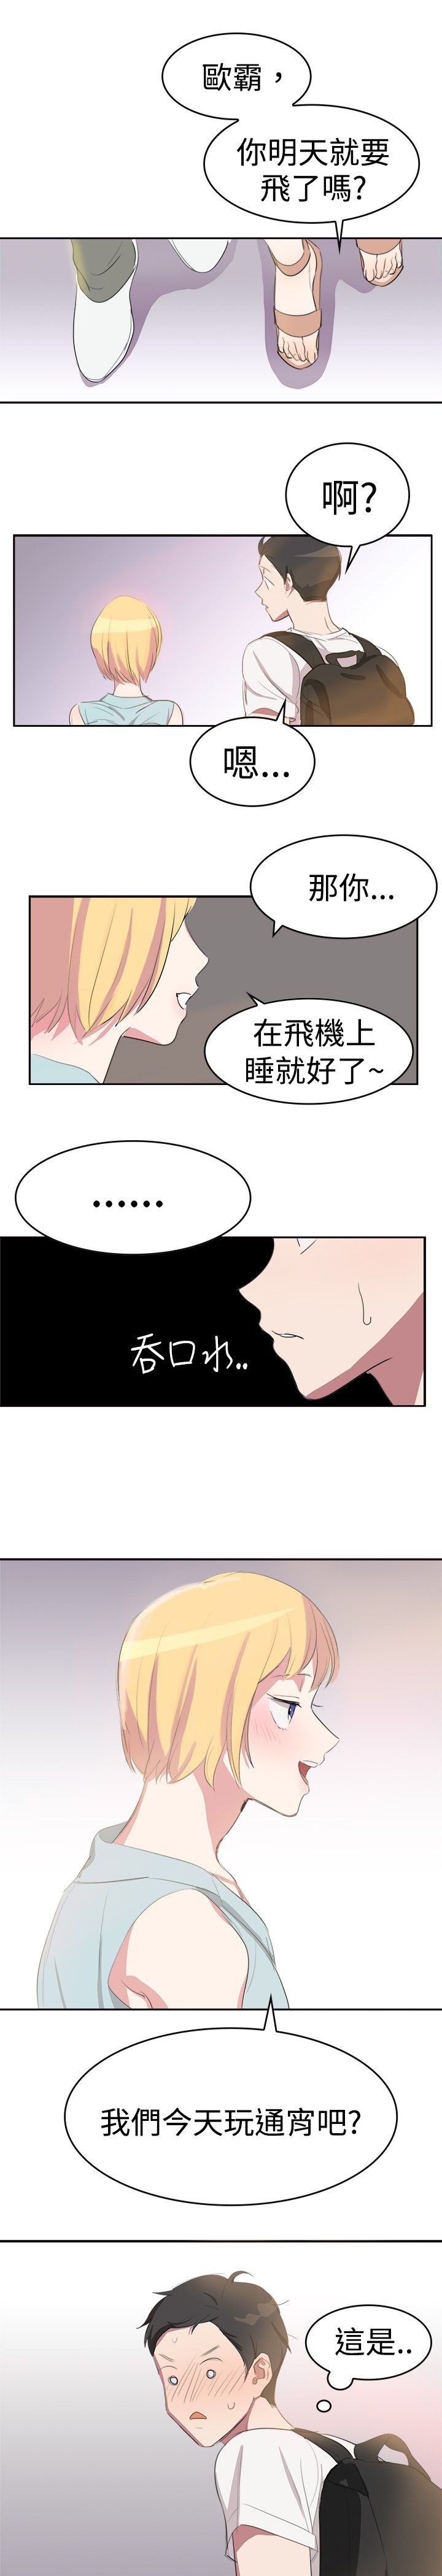 歐霸，
你明天就要
飛了嗎?
啊?
嗯...
那你...
在飛機上
睡就好了~
......
吞口水..
我們今天玩通宵吧?
這是..